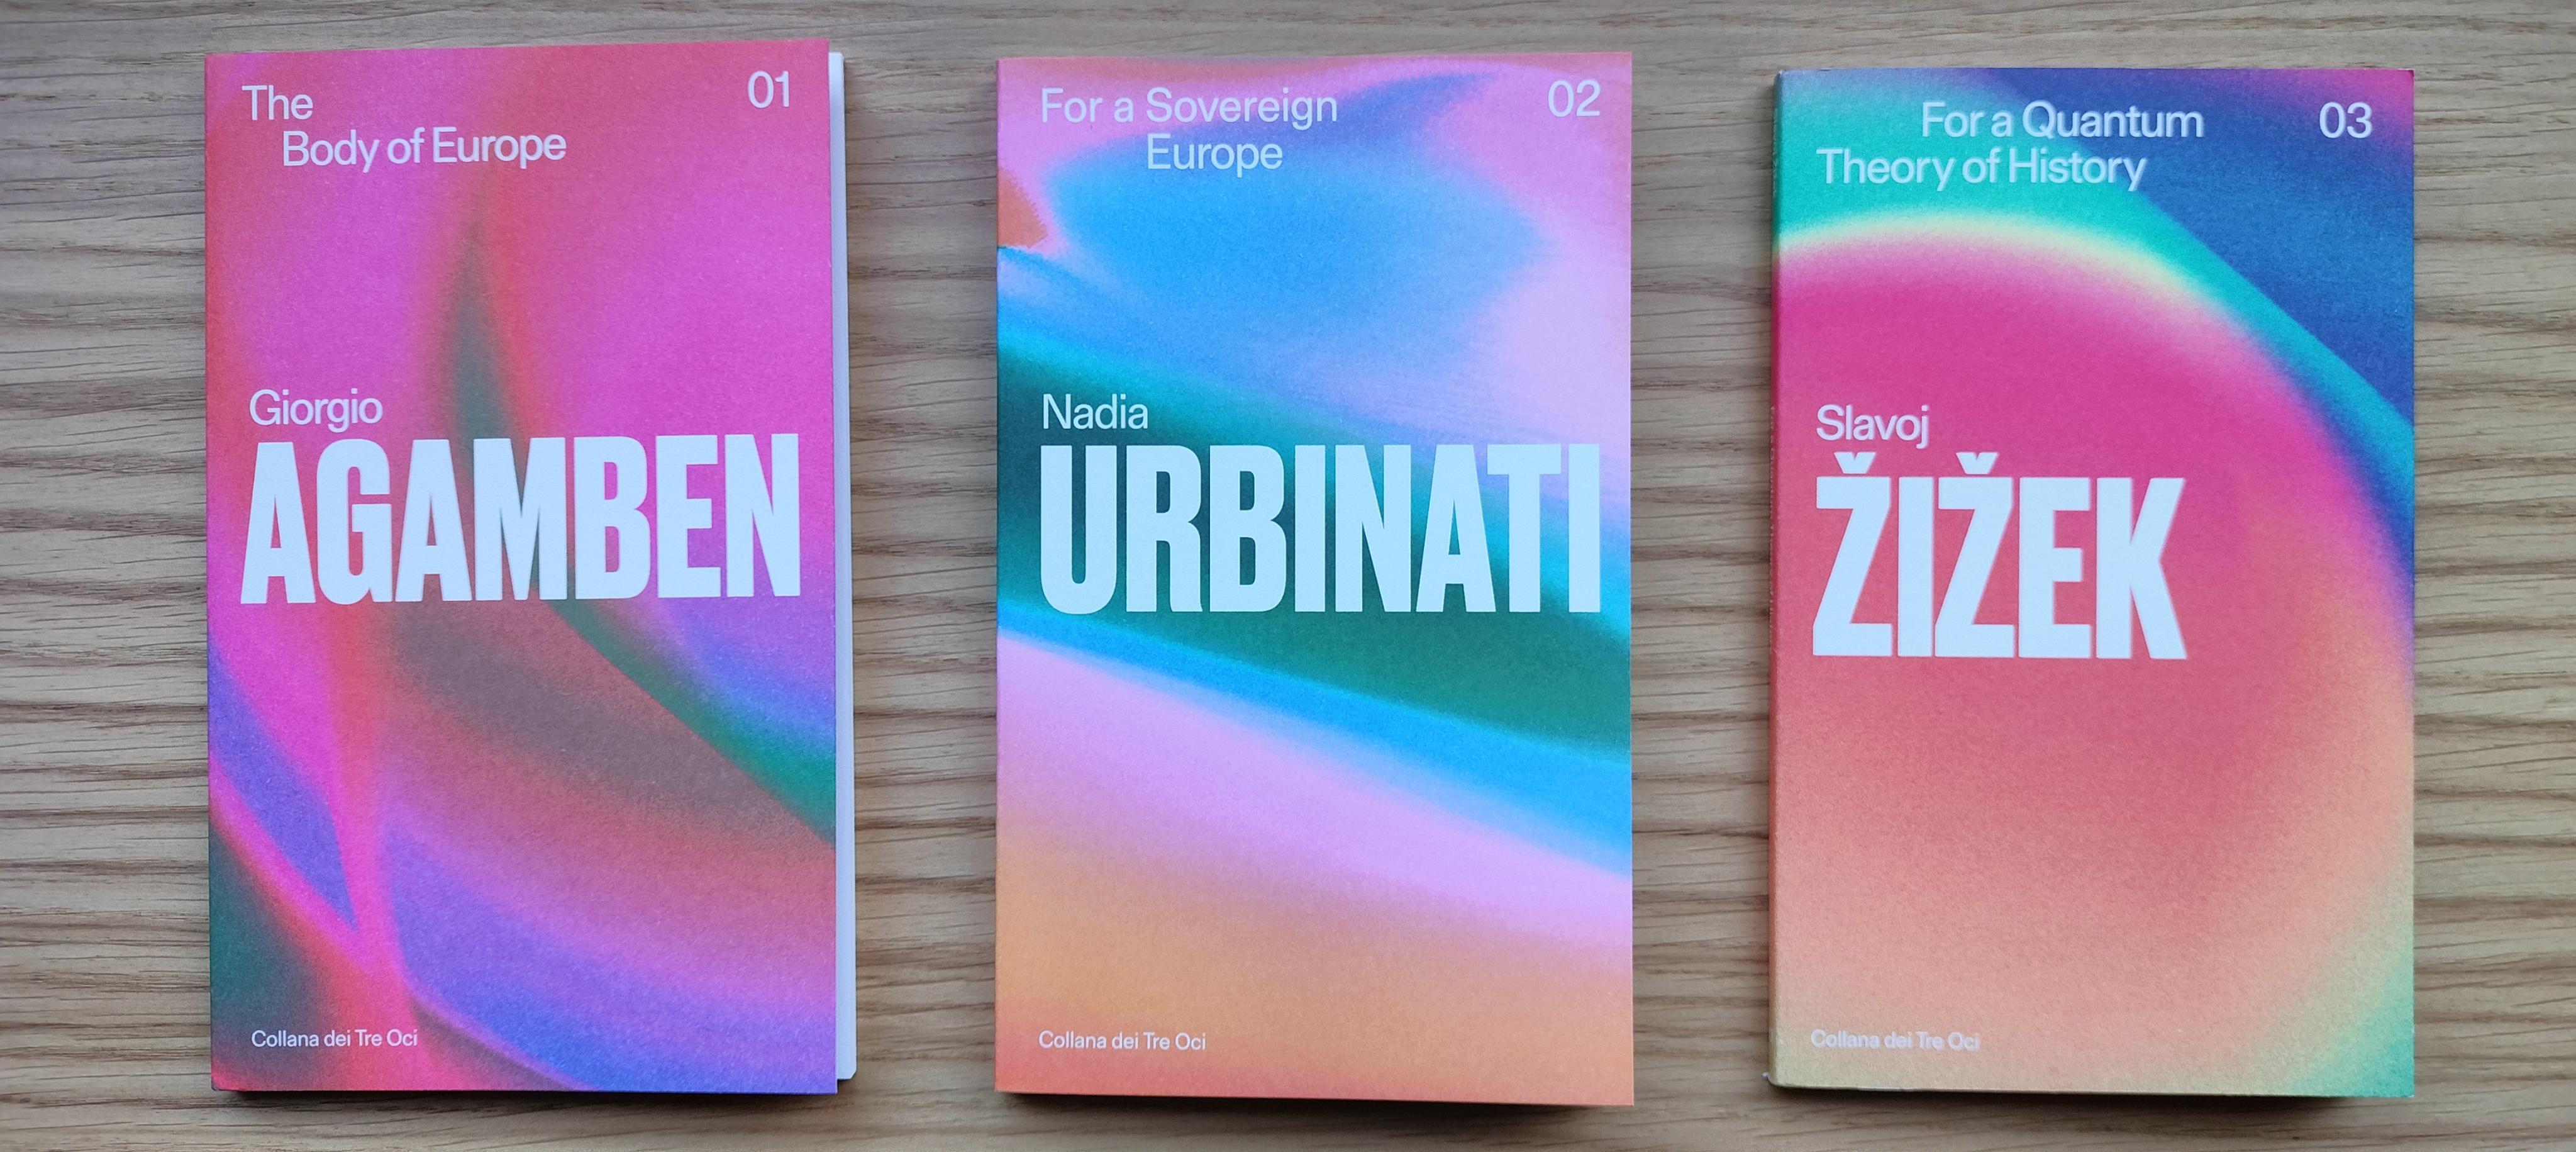 The
Body of Europe
01
Giorgio
AGAMBEN
Collana dei Tre Oci
For a Sovereign
Europe
02
Nadia
URBINATI
Collana dei Tre Oci
For a Quantum
Theory of History
03
Slavoj
ŽIŽEK
Collana dei Tre Oci